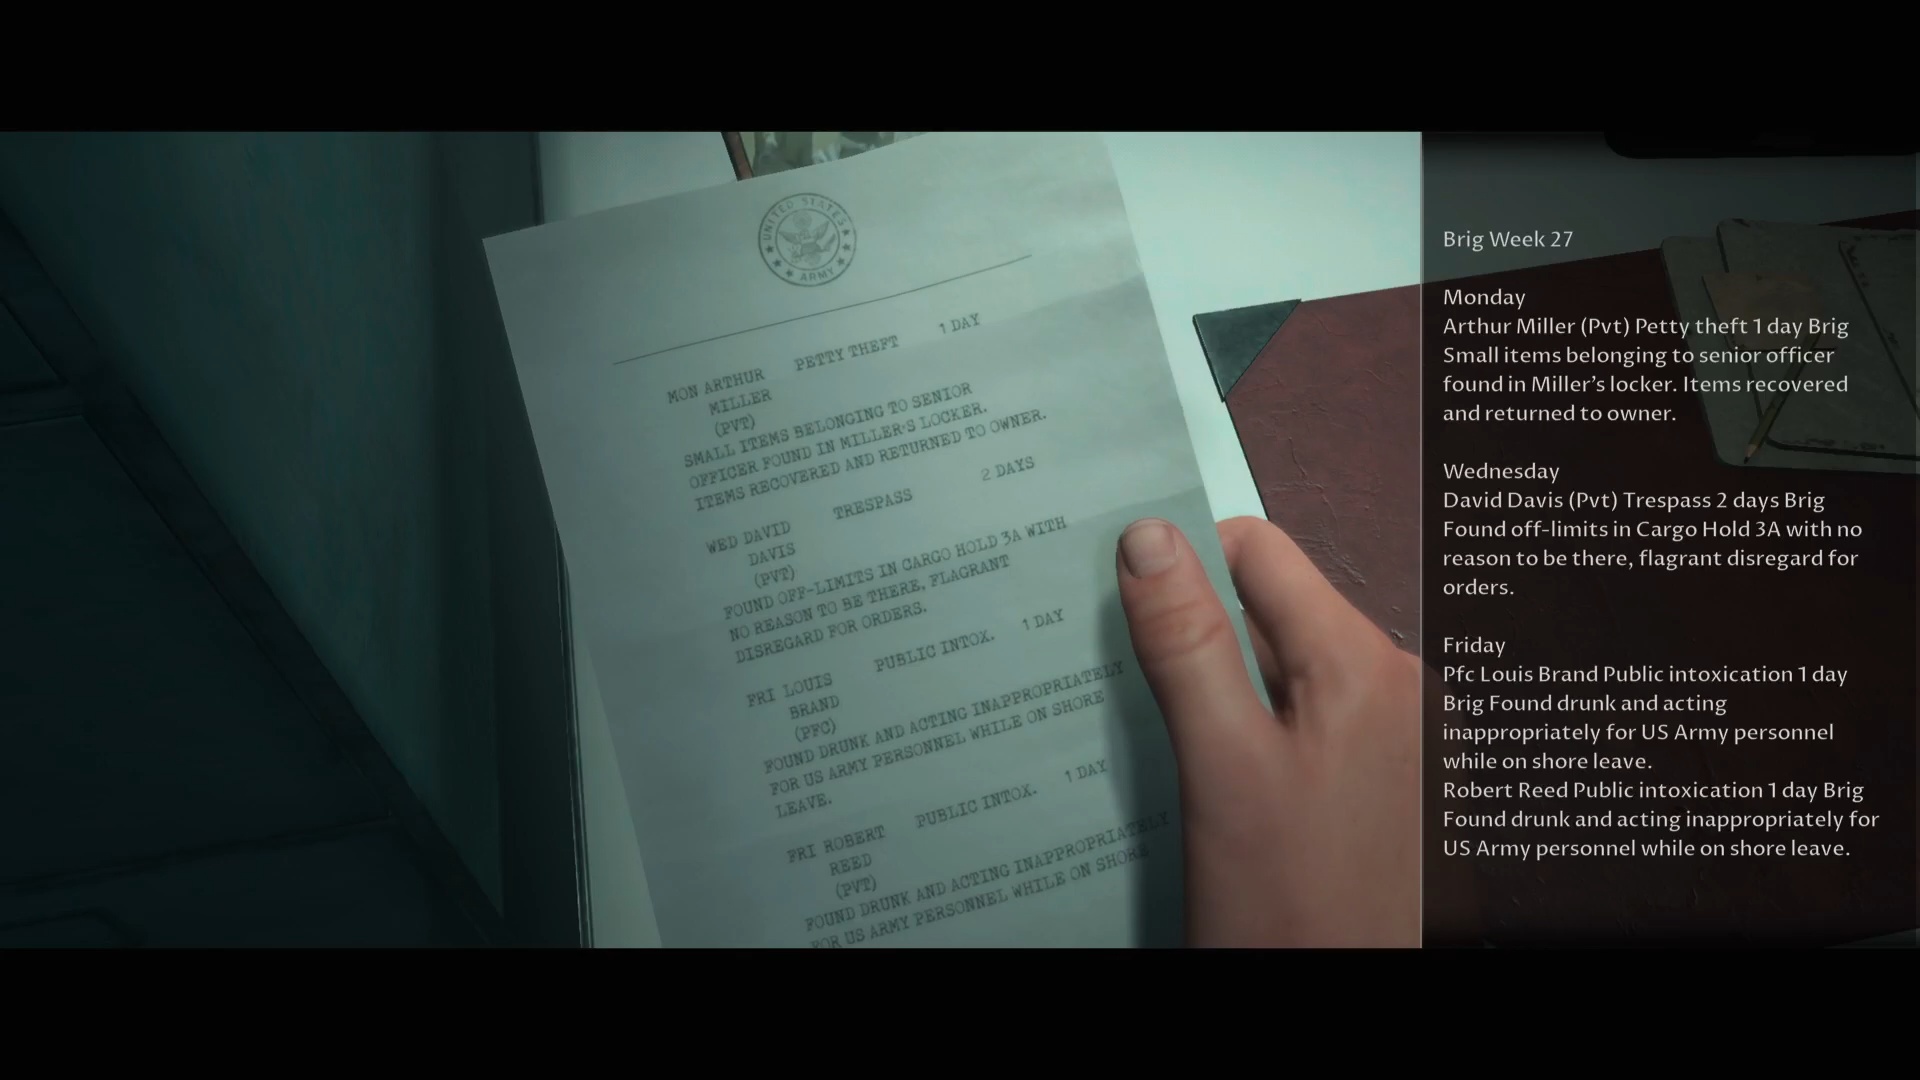 UNITED STATES
ARMY
MON ARTHUR MILLER (PVT) PETTY THEFT 1 DAY
SMALL ITEMS BELONGING TO SENIOR
OFFICER FOUND IN MILLER'S LOCKER.
ITEMS RECOVERED AND RETURNED TO OWNER.
WED DAVID DAVIS (PVT) TRESPASS 2 DAYS
FOUND OFF-LIMITS IN CARGO HOLD 3A WITH
NO REASON TO BE THERE, FLAGRANT
DISREGARD FOR ORDERS.
FRI LOUIS BRAND (PFC) PUBLIC INTOX. 1 DAY
FOUND DRUNK AND ACTING INAPPROPRIATELY
FOR US ARMY PERSONNEL WHILE ON SHORE
LEAVE.
FRI ROBERT REED (PVT) PUBLIC INTOX. 1 DAY
FOUND DRUNK AND ACTING INAPPROPRIATELY
FOR US ARMY PERSONNEL WHILE ON SHORE
Brig Week 27
Monday
Arthur Miller (Pvt) Petty theft 1 day Brig
Small items belonging to senior officer
found in Miller's locker. Items recovered
and returned to owner.
Wednesday
David Davis (Pvt) Trespass 2 days Brig
Found off-limits in Cargo Hold 3A with no
reason to be there, flagrant disregard for
orders.
Friday
Pfc Louis Brand Public intoxication 1 day
Brig Found drunk and acting
inappropriately for US Army personnel
while on shore leave.
Robert Reed Public intoxication 1 day Brig
Found drunk and acting inappropriately for
US Army personnel while on shore leave.